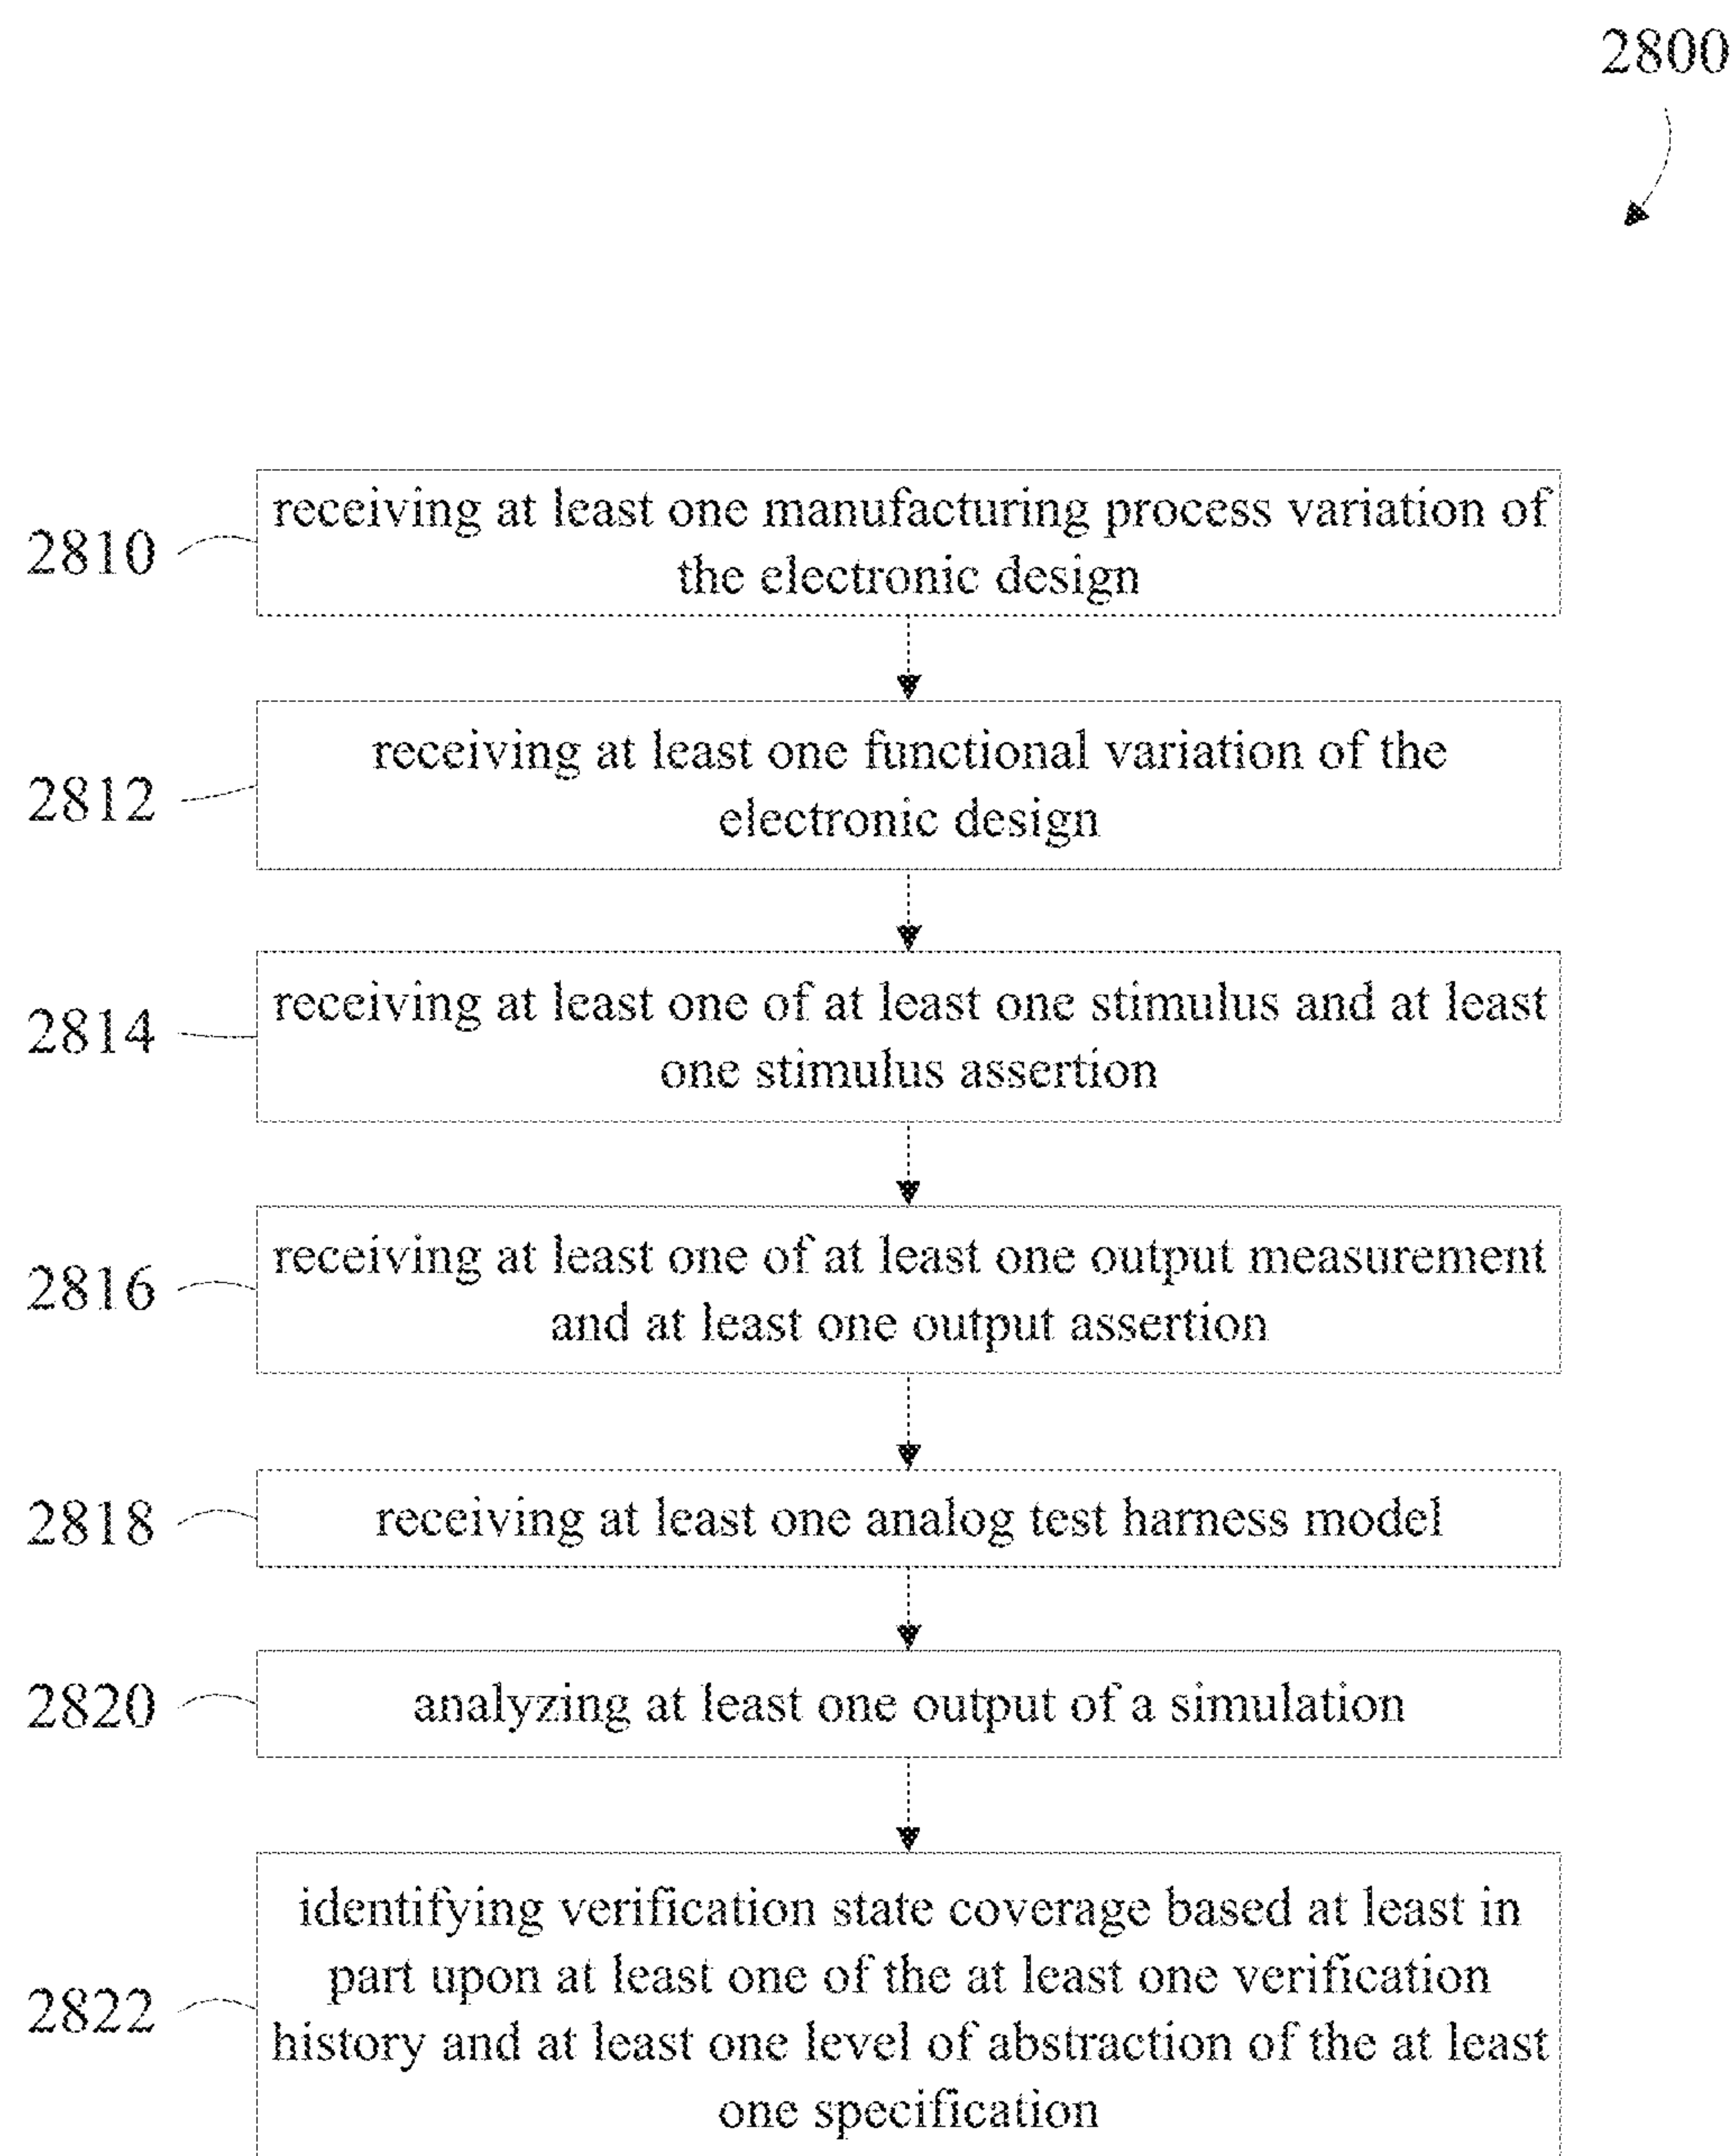 2800
2810
receiving at least one manufacturing process variation of
the electronic design
2812
receiving at least one functional variation of the
electronic design
2814
receiving at least one of at least one stimulus and at least
one stimulus assertion
2816
receiving at least one of at least one output measurement
and at least one output assertion
2818
receiving at least one analog test harness model
2820
analyzing at least one output of a simulation
2822
identifying verification state coverage based at least in
part upon at least one of the at least one verification
history and at least one level of abstraction of the at least
one specification